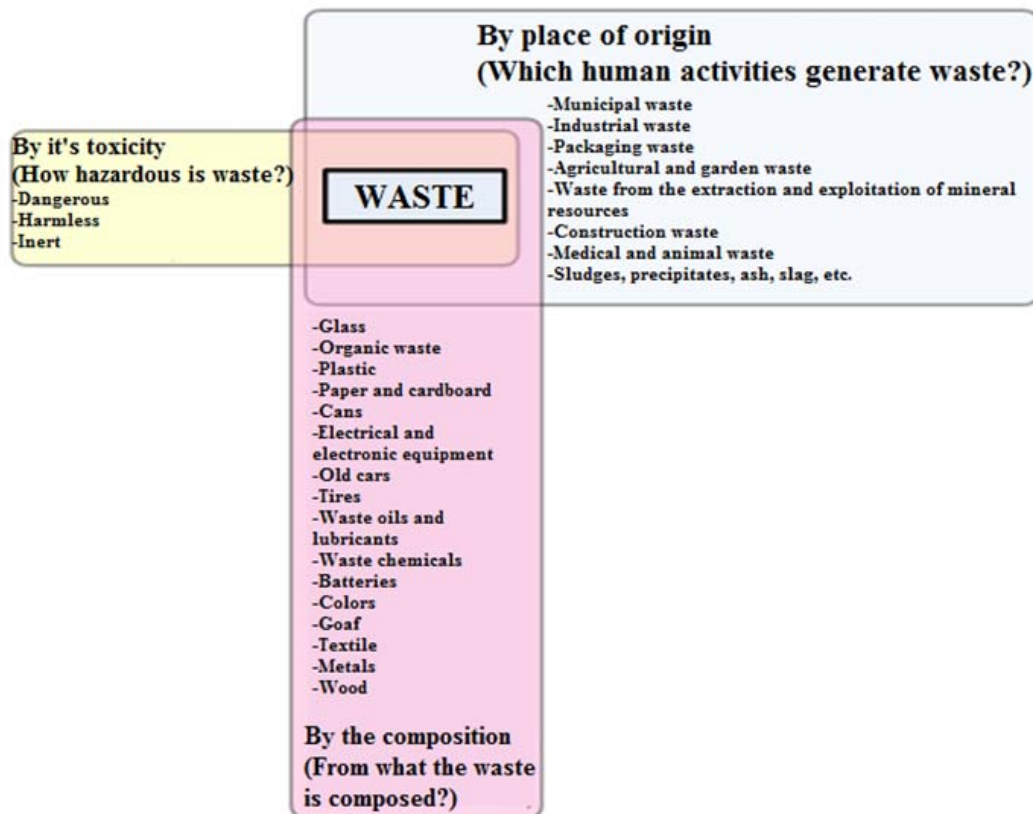 By place of origin
(Which human activities generate waste?)
-Municipal waste
-Industrial waste
-Packaging waste
-Agricultural and garden waste
-Waste from the extraction and exploitation of mineral
resources
-Construction waste
-Medical and animal waste
-Sludges, precipitates, ash, slag, etc.
By it's toxicity
(How hazardous is waste?)
-Dangerous
-Harmless
-Inert
WASTE
-Glass
-Organic waste
-Plastic
-Paper and cardboard
-Cans
-Electrical and
electronic equipment
-Old cars
-Tires
-Waste oils and
lubricants
-Waste chemicals
-Batteries
-Colors
-Goaf
-Textile
-Metals
-Wood
By the composition
(From what the waste
is composed?)